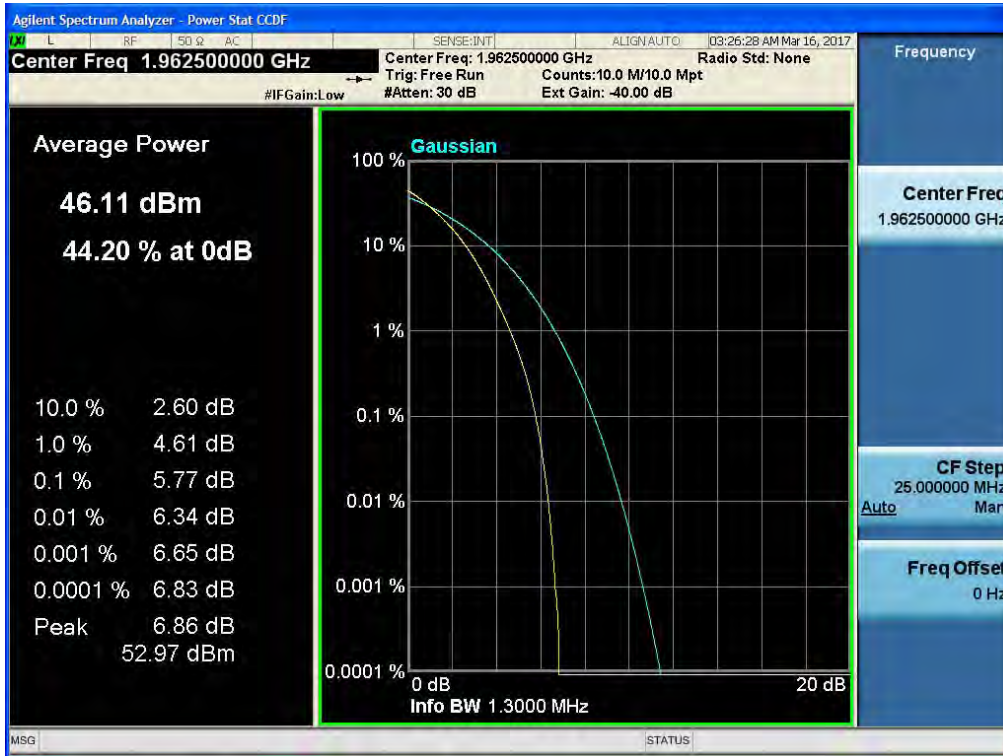 Agilent Spectrum Analyzer - Power Stat CCDF
LXI L RF 50 Ω AC SENSE:INT ALIGN AUTO 03:26:28 AM Mar 16, 2017
Center Freq 1.962500000 GHz
Center Freq: 1.962500000 GHz Radio Std: None
Trig: Free Run Counts:10.0 M/10.0 Mpt
#IFGain:Low #Atten: 30 dB Ext Gain: -40.00 dB
Average Power
46.11 dBm
44.20 % at 0dB
10.0 % 2.60 dB
1.0 % 4.61 dB
0.1 % 5.77 dB
0.01 % 6.34 dB
0.001 % 6.65 dB
0.0001 % 6.83 dB
Peak 6.86 dB
52.97 dBm
Gaussian
100 %
10 %
1 %
0.1 %
0.01 %
0.001 %
0.0001 %
0 dB 20 dB
Info BW 1.3000 MHz
Frequency
Center Freq
1.962500000 GHz
CF Step
25.000000 MHz
Auto Man
Freq Offset
0 Hz
MSG STATUS